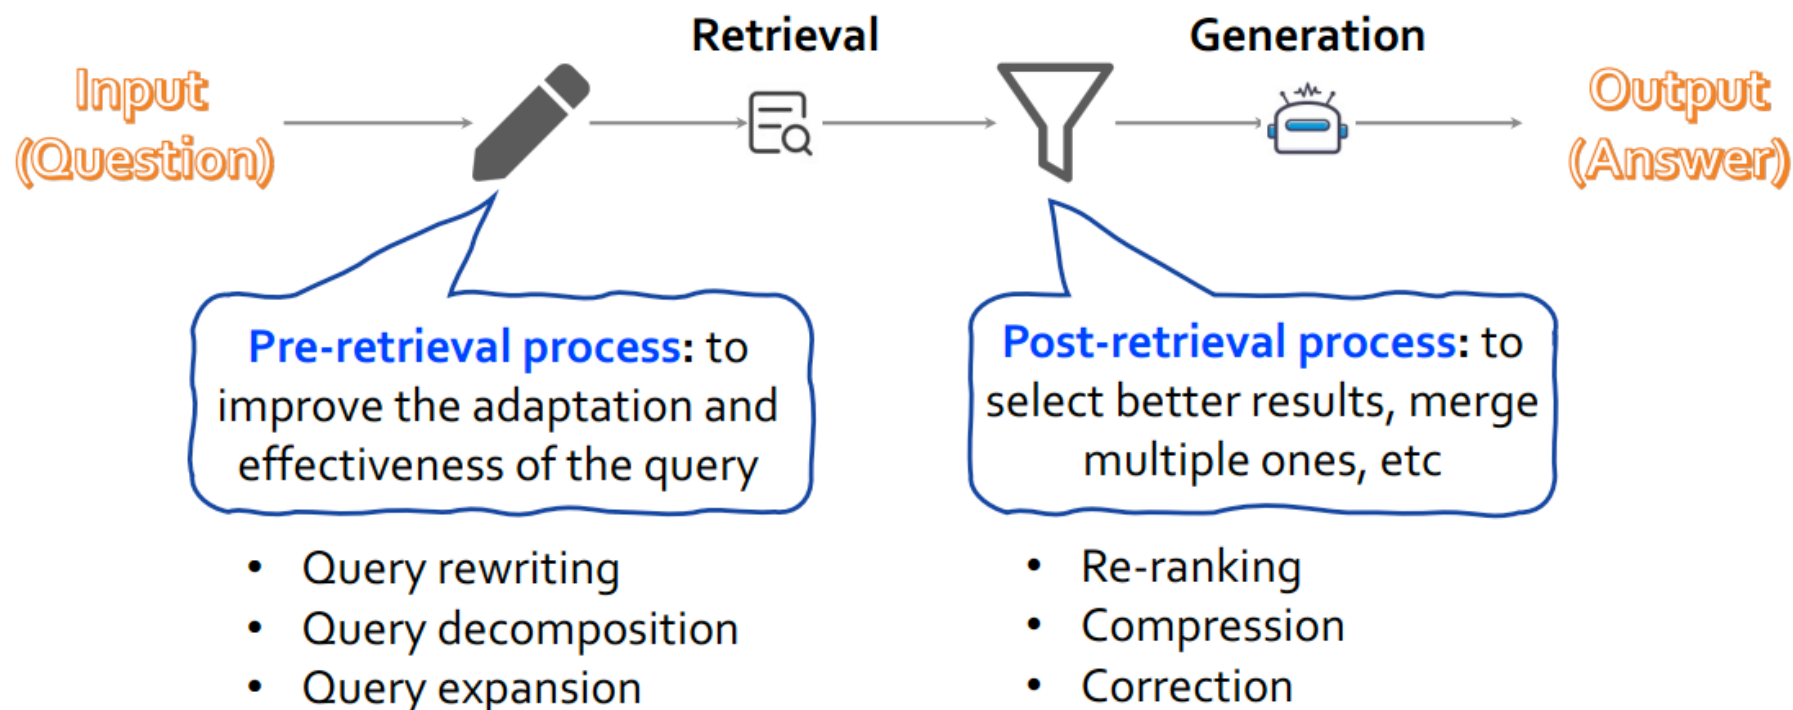 Retrieval
Generation
Input
(Question)
Output
(Answer)
Pre-retrieval process: to
improve the adaptation and
effectiveness of the query
• Query rewriting
• Query decomposition
• Query expansion
Post-retrieval process: to
select better results, merge
multiple ones, etc
• Re-ranking
• Compression
• Correction